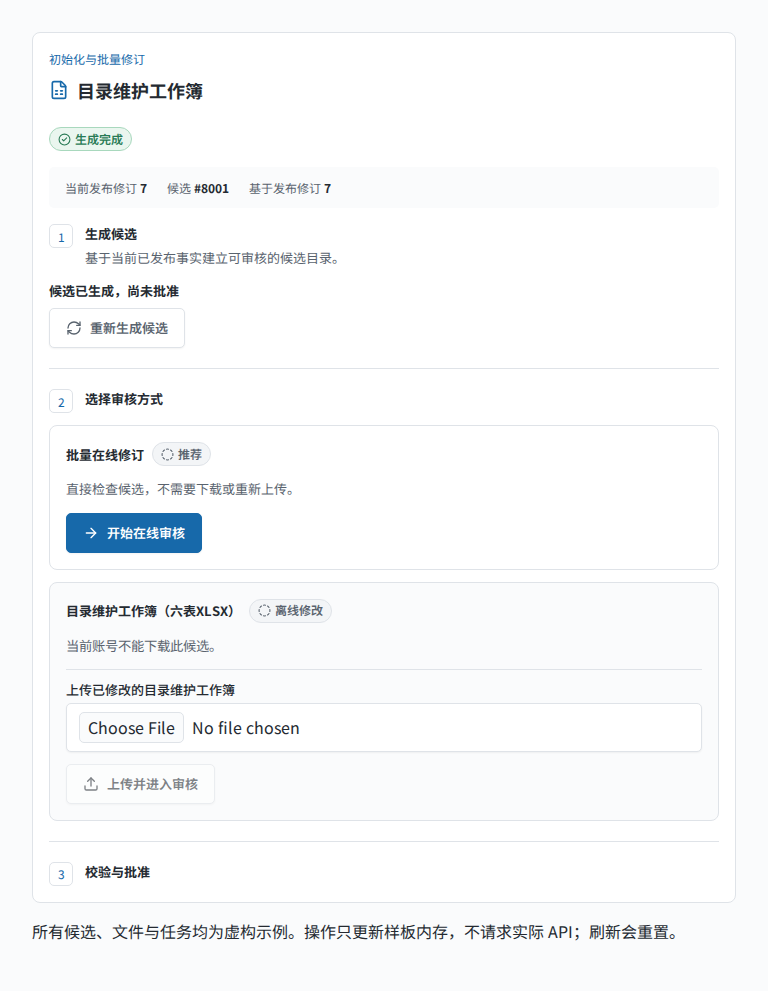 初始化与批量修订
目录维护工作簿
生成完成
当前发布修订 7 候选 #8001 基于发布修订 7
1 生成候选
基于当前已发布事实建立可审核的候选目录。
候选已生成，尚未批准
重新生成候选
2 选择审核方式
批量在线修订 推荐
直接检查候选，不需要下载或重新上传。
开始在线审核
目录维护工作簿（六表XLSX） 离线修改
当前账号不能下载此候选。
上传已修改的目录维护工作簿
Choose File No file chosen
上传并进入审核
3 校验与批准
所有候选、文件与任务均为虚构示例。操作只更新样板内存，不请求实际 API；刷新会重置。